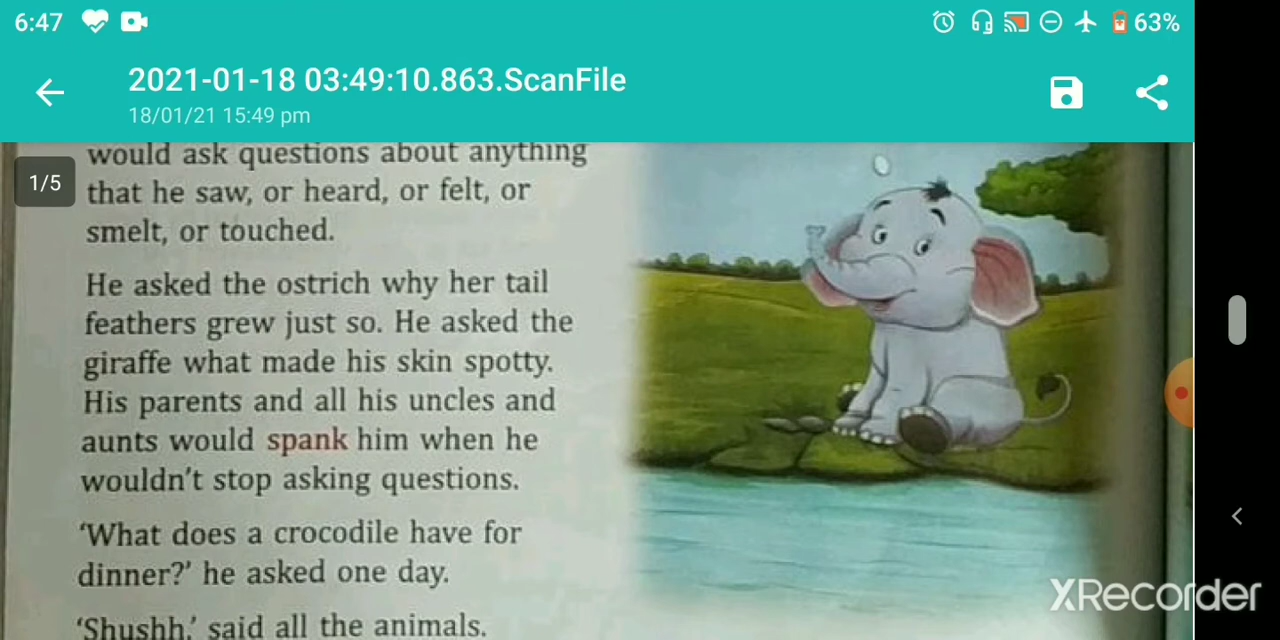 6:47
63%
2021-01-18 03:49:10.863.ScanFile
18/01/21 15:49 pm
1/5
would ask questions about anything
that he saw, or heard, or felt, or
smelt, or touched.
He asked the ostrich why her tail
feathers grew just so. He asked the
giraffe what made his skin spotty.
His parents and all his uncles and
aunts would spank him when he
wouldn't stop asking questions.
‘What does a crocodile have for
dinner?’ he asked one day.
‘Shushh,’ said all the animals.
XRecorder